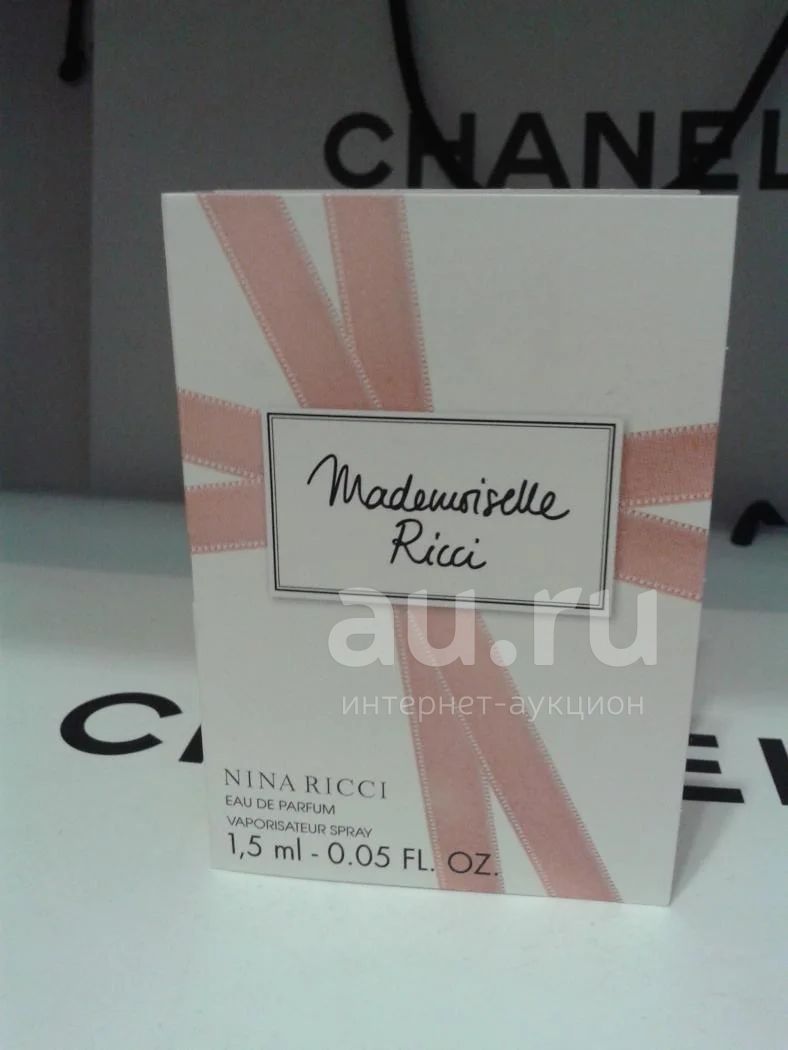 CHANEL
Mademoiselle
Ricci
au.ru
интернет-аукцион
NINA RICCI
EAU DE PARFUM
VAPORISATEUR SPRAY
1,5 ml - 0.05 FL. OZ.